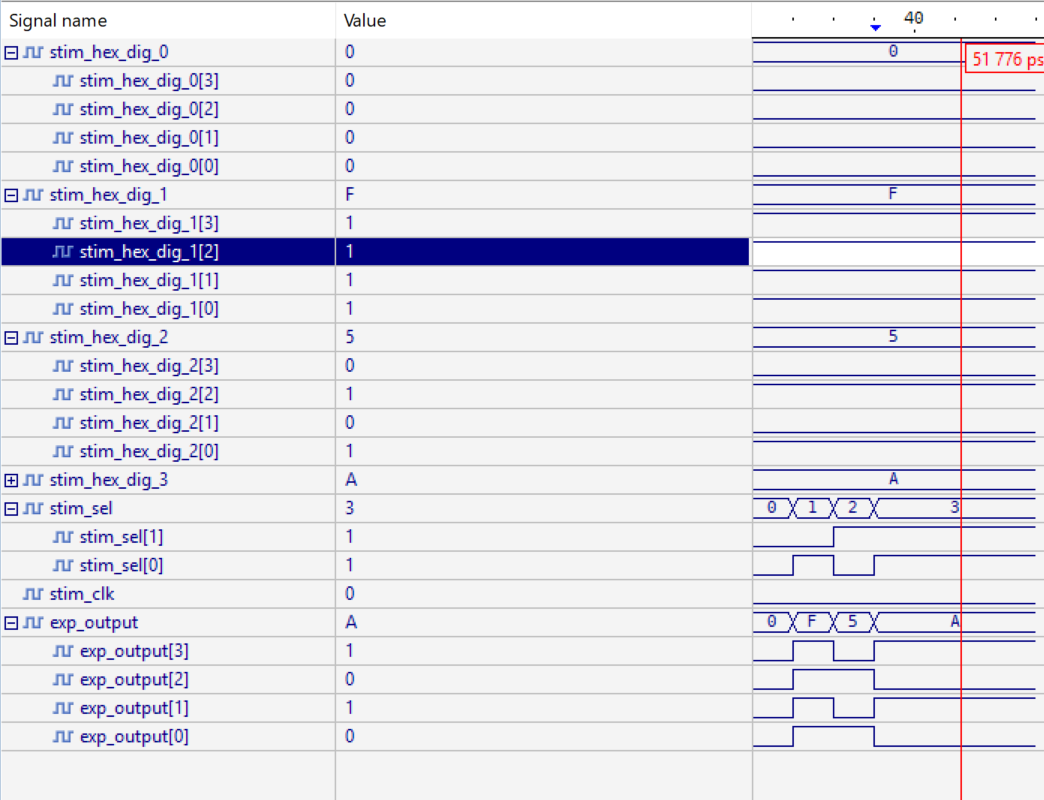 Signal name Value 40
stim_hex_dig_0 0 0
51 776 ps
stim_hex_dig_0[3] 0
stim_hex_dig_0[2] 0
stim_hex_dig_0[1] 0
stim_hex_dig_0[0] 0
stim_hex_dig_1 F F
stim_hex_dig_1[3] 1
stim_hex_dig_1[2] 1
stim_hex_dig_1[1] 1
stim_hex_dig_1[0] 1
stim_hex_dig_2 5 5
stim_hex_dig_2[3] 0
stim_hex_dig_2[2] 1
stim_hex_dig_2[1] 0
stim_hex_dig_2[0] 1
stim_hex_dig_3 A A
stim_sel 3 0 1 2 3
stim_sel[1] 1
stim_sel[0] 1
stim_clk 0
exp_output A 0 F 5 A
exp_output[3] 1
exp_output[2] 0
exp_output[1] 1
exp_output[0] 0